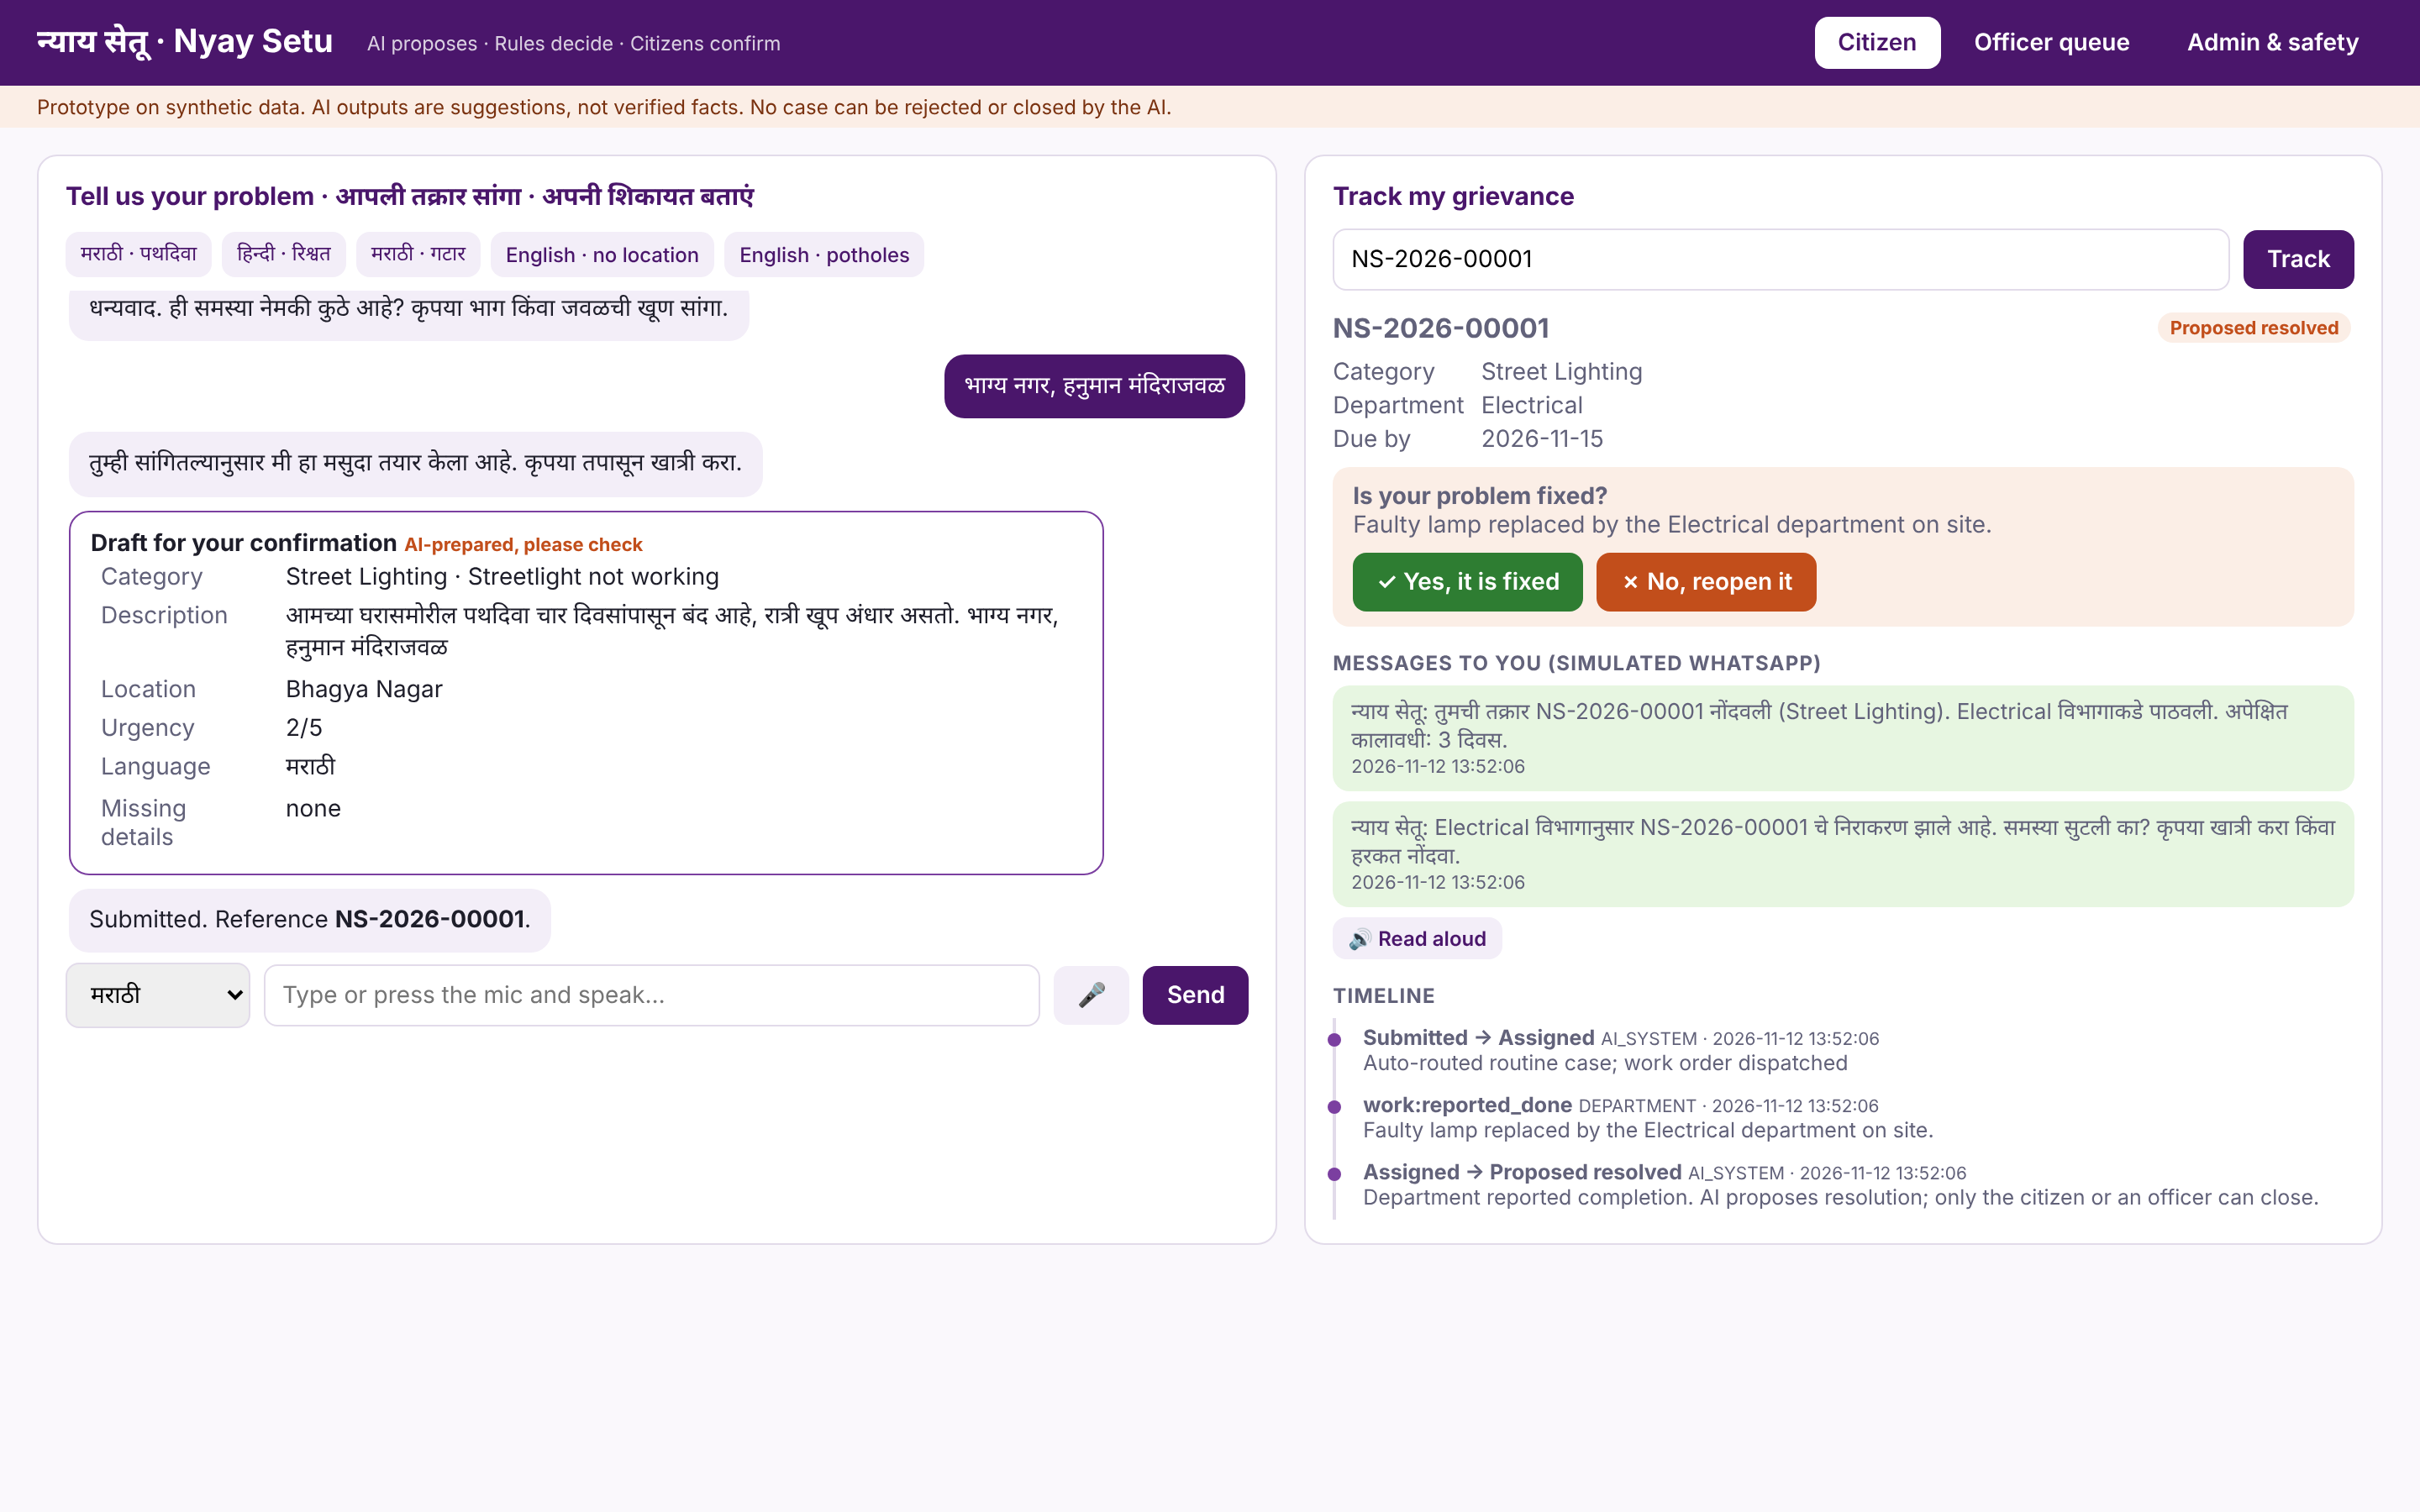 न्याय सेतू · Nyay Setu
AI proposes · Rules decide · Citizens confirm
Citizen
Officer queue
Admin & safety
Prototype on synthetic data. AI outputs are suggestions, not verified facts. No case can be rejected or closed by the AI.
Tell us your problem · आपली तक्रार सांगा · अपनी शिकायत बताएं
मराठी · पथदिवा
हिन्दी · रिश्वत
मराठी · गटार
English · no location
English · potholes
धन्यवाद. ही समस्या नेमकी कुठे आहे? कृपया भाग किंवा जवळची खूण सांगा.
भाग्य नगर, हनुमान मंदिराजवळ
तुम्ही सांगितल्यानुसार मी हा मसुदा तयार केला आहे. कृपया तपासून खात्री करा.
Draft for your confirmation AI-prepared, please check
Category Street Lighting · Streetlight not working
Description आमच्या घरासमोरील पथदिवा चार दिवसांपासून बंद आहे, रात्री खूप अंधार असतो. भाग्य नगर,
हनुमान मंदिराजवळ
Location Bhagya Nagar
Urgency 2/5
Language मराठी
Missing details none
Submitted. Reference NS-2026-00001.
मराठी
Type or press the mic and speak...
Send
Track my grievance
NS-2026-00001
Track
NS-2026-00001
Proposed resolved
Category Street Lighting
Department Electrical
Due by 2026-11-15
Is your problem fixed?
Faulty lamp replaced by the Electrical department on site.
✓ Yes, it is fixed
× No, reopen it
MESSAGES TO YOU (SIMULATED WHATSAPP)
न्याय सेतू: तुमची तक्रार NS-2026-00001 नोंदवली (Street Lighting). Electrical विभागाकडे पाठवली. अपेक्षित
कालावधी: 3 दिवस.
2026-11-12 13:52:06
न्याय सेतू: Electrical विभागानुसार NS-2026-00001 चे निराकरण झाले आहे. समस्या सुटली का? कृपया खात्री करा किंवा
हरकत नोंदवा.
2026-11-12 13:52:06
Read aloud
TIMELINE
Submitted → Assigned AI_SYSTEM · 2026-11-12 13:52:06
Auto-routed routine case; work order dispatched
work:reported_done DEPARTMENT · 2026-11-12 13:52:06
Faulty lamp replaced by the Electrical department on site.
Assigned → Proposed resolved AI_SYSTEM · 2026-11-12 13:52:06
Department reported completion. AI proposes resolution; only the citizen or an officer can close.